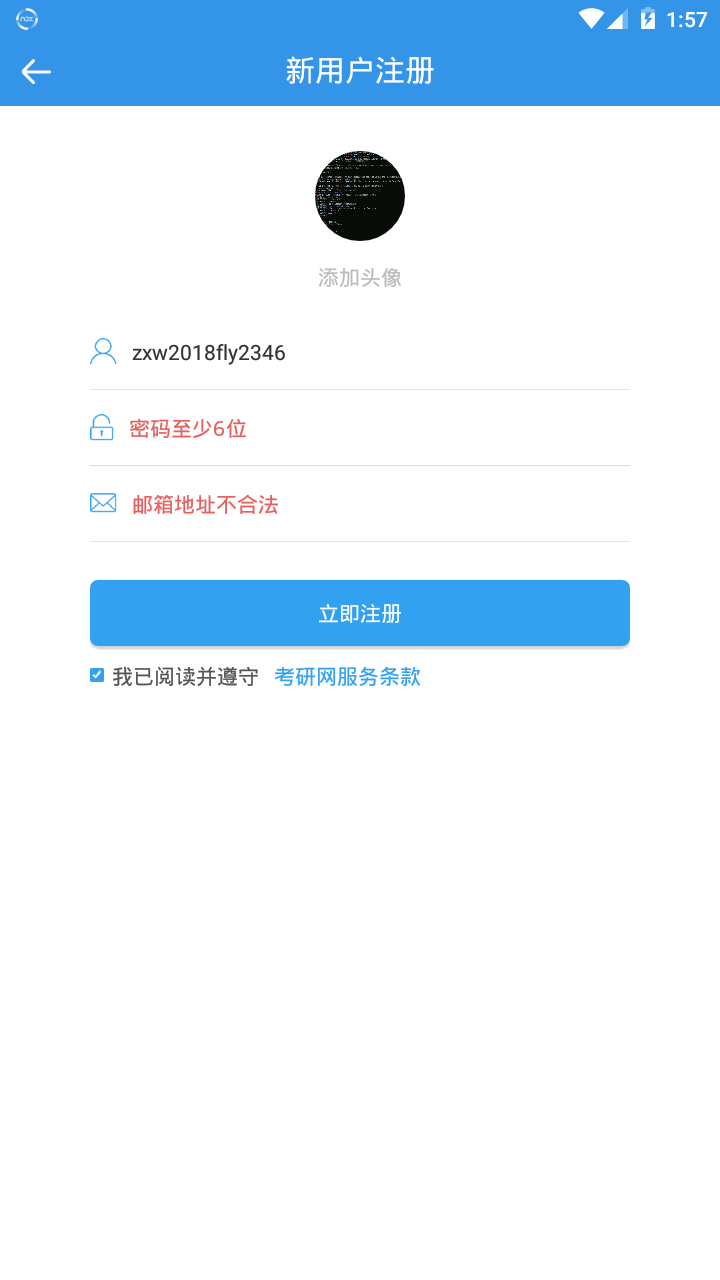 1:57
新用户注册
添加头像
zxw2018fly2346
密码至少6位
邮箱地址不合法
立即注册
我已阅读并遵守 考研网服务条款